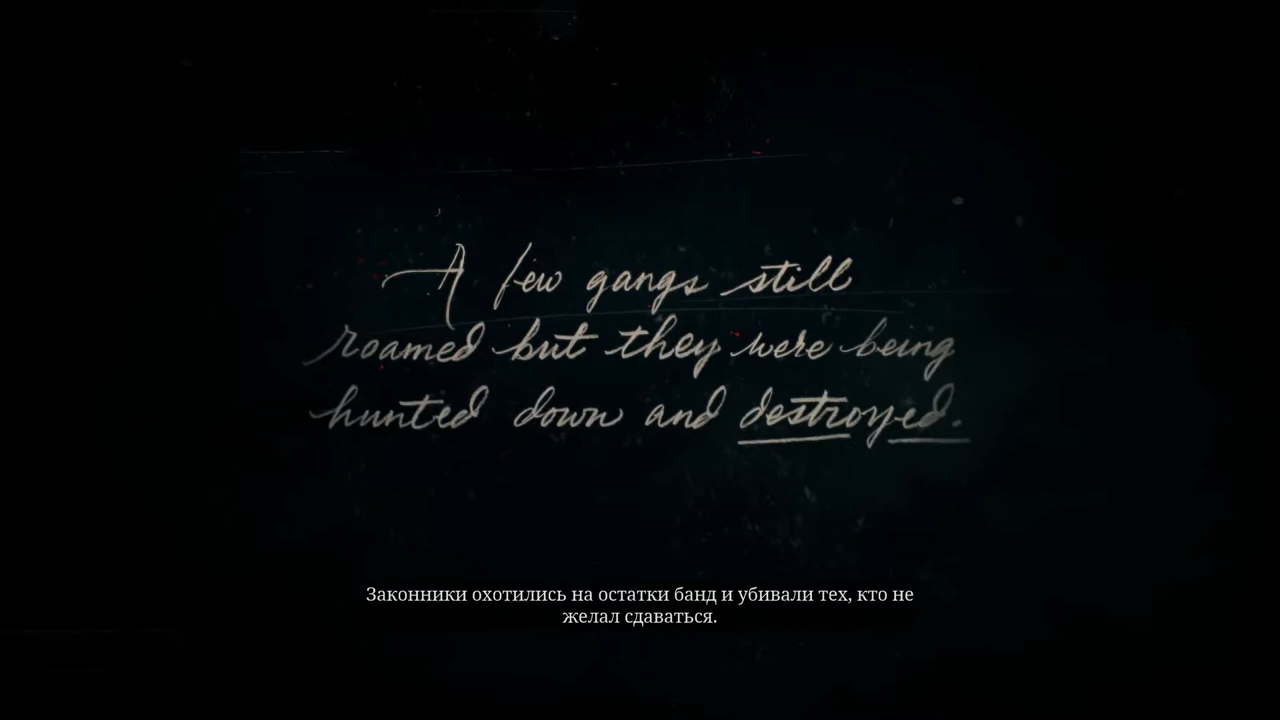 A few gangs still
roamed but they were being
hunted down and destroyed.
Законники охотились на остатки банд и убивали тех, кто не
желал сдаваться.